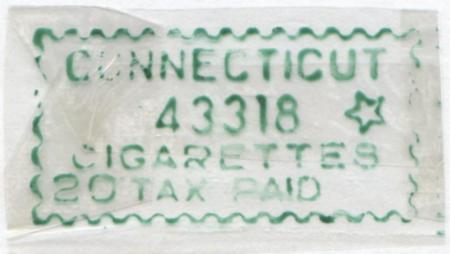 CONNECTICUT
43318
CIGARETTES
20 TAX PAID